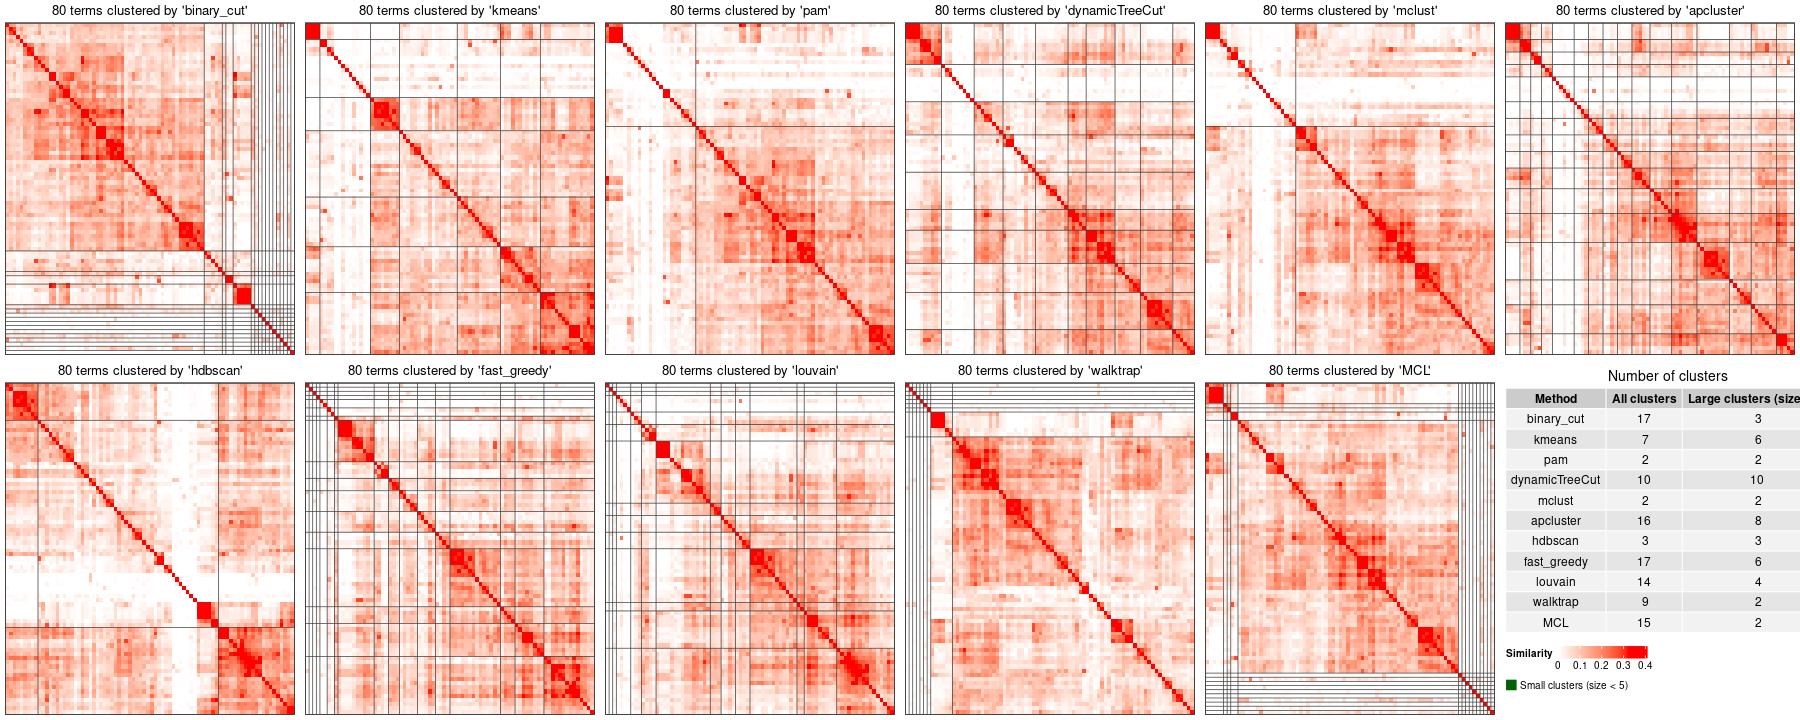 80 terms clustered by 'binary_cut'
80 terms clustered by 'kmeans'
80 terms clustered by 'pam'
80 terms clustered by 'dynamicTreeCut'
80 terms clustered by 'mclust'
80 terms clustered by 'apcluster'
80 terms clustered by 'hdbscan'
80 terms clustered by 'fast_greedy'
80 terms clustered by 'louvain'
80 terms clustered by 'walktrap'
80 terms clustered by 'MCL'
Number of clusters
Method All clusters Large clusters (size
binary_cut 17 3
kmeans 7 6
pam 2 2
dynamicTreeCut 10 10
mclust 2 2
apcluster 16 8
hdbscan 3 3
fast_greedy 17 6
louvain 14 4
walktrap 9 2
MCL 15 2
Similarity
0 0.1 0.2 0.3 0.4
Small clusters (size < 5)